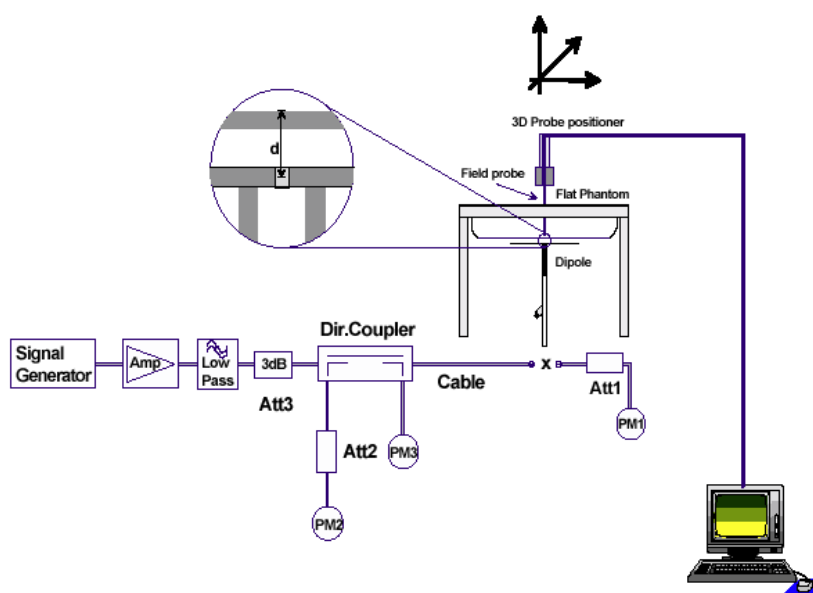 3D Probe positioner
d
Field probe
Flat Phantom
Dipole
Dir.Coupler
Signal
Generator
Amp
Low
Pass
3dB
Att3
Cable
x
Att1
PM1
Att2
PM3
PM2